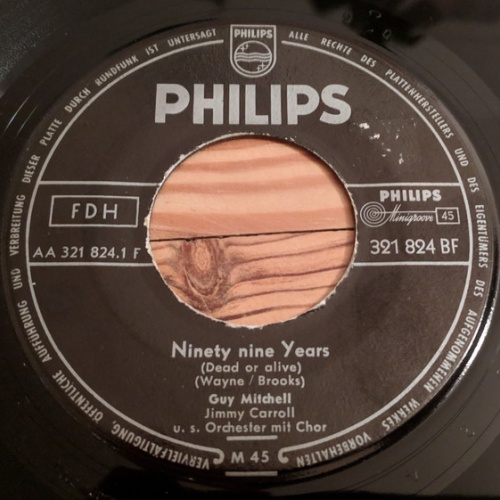 PHILIPS
PHILIPS
FDH
AA 321 824.1 F
PHILIPS
Minigroove 45
321 824 BF
Ninety nine Years
(Dead or alive)
(Wayne / Brooks)
Guy Mitchell
Jimmy Carroll
u. s. Orchester mit Chor
M 45
ALLE RECHTE DES PLATTENHERSTELLERS UND DES EIGENTÜMERS DES AUFGENOMMENEN WERKES VORBEHALTEN
VERVIELFÄLTIGUNG, ÖFFENTLICHE AUFFÜHRUNG UND VERBREITUNG DIESER PLATTE DURCH RUNDFUNK IST UNTERSAGT